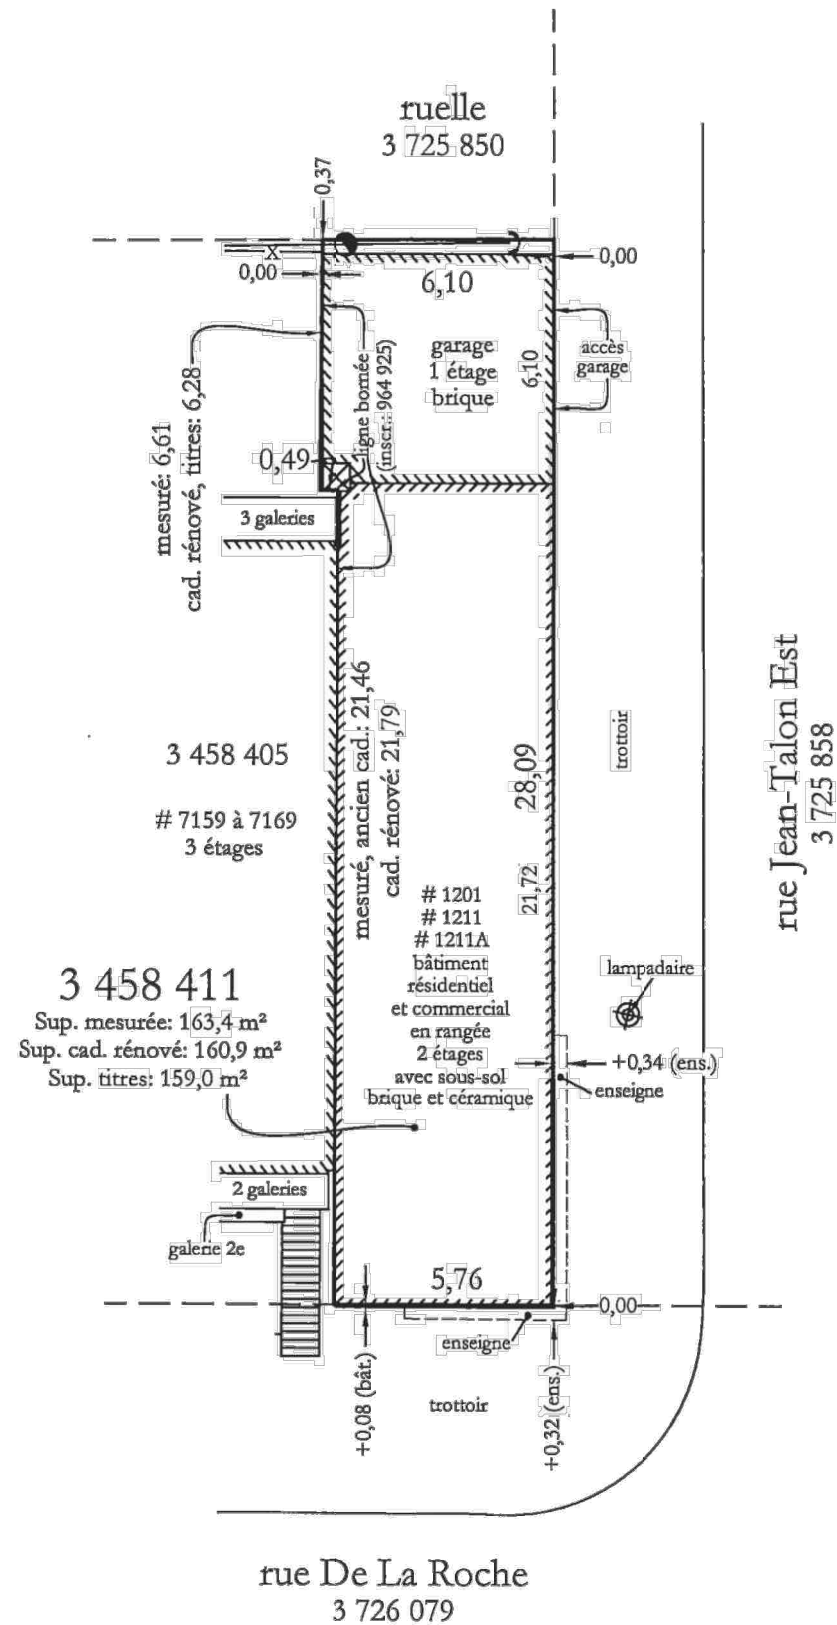 ruelle
3 725 850
0,37
X
0,00
0,00
6,10
garage
1 étage
brique
6,10
accès
garage
ligne bornée
(inscr.: 964 925)
mesuré: 6,61
cad. rénové, titres: 6,28
0,49
3 galeries
mesuré, ancien cad.: 21,46
cad. rénové: 21,79
28,09
21,72
trottoir
rue Jean-Talon Est
3 725 858
3 458 405
# 7159 à 7169
3 étages
# 1201
# 1211
# 1211A
bâtiment
résidentiel
et commercial
en rangée
2 étages
avec sous-sol
brique et céramique
3 458 411
Sup. mesurée: 163,4 m²
Sup. cad. rénové: 160,9 m²
Sup. titres: 159,0 m²
lampadaire
+0,34 (ens.)
enseigne
2 galeries
galerie 2e
5,76
0,00
enseigne
+0,08 (bât.)
+0,32 (ens.)
trottoir
rue De La Roche
3 726 079